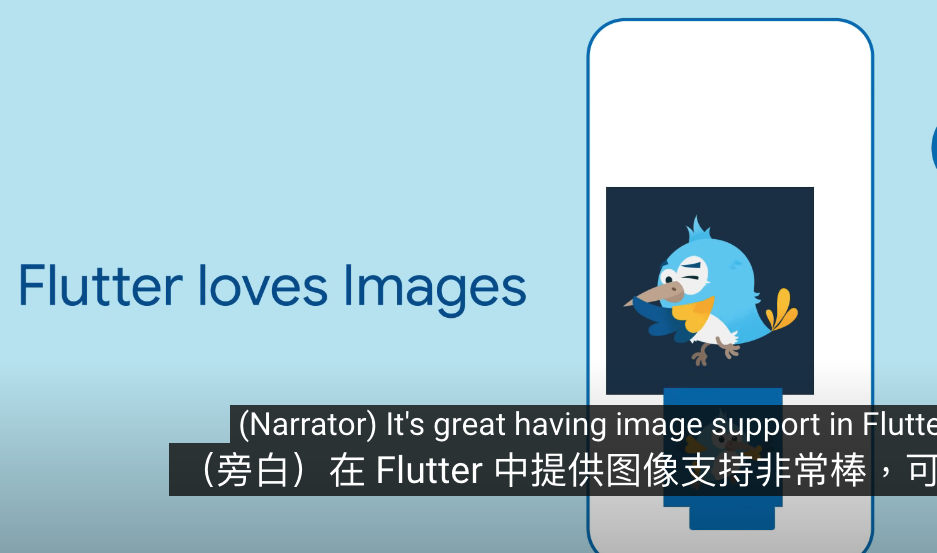 Flutter loves Images
(Narrator) It's great having image support in Flutte
（旁白）在 Flutter 中提供图像支持非常棒，可